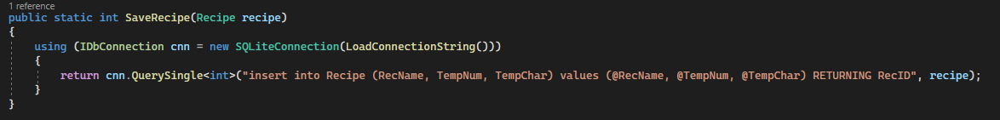 1 reference
public static int SaveRecipe(Recipe recipe)
{
using (IDbConnection cnn = new SQLiteConnection(LoadConnectionString()))
{
return cnn.QuerySingle<int>("insert into Recipe (RecName, TempNum, TempChar) values (@RecName, @TempNum, @TempChar) RETURNING RecID", recipe);
}
}